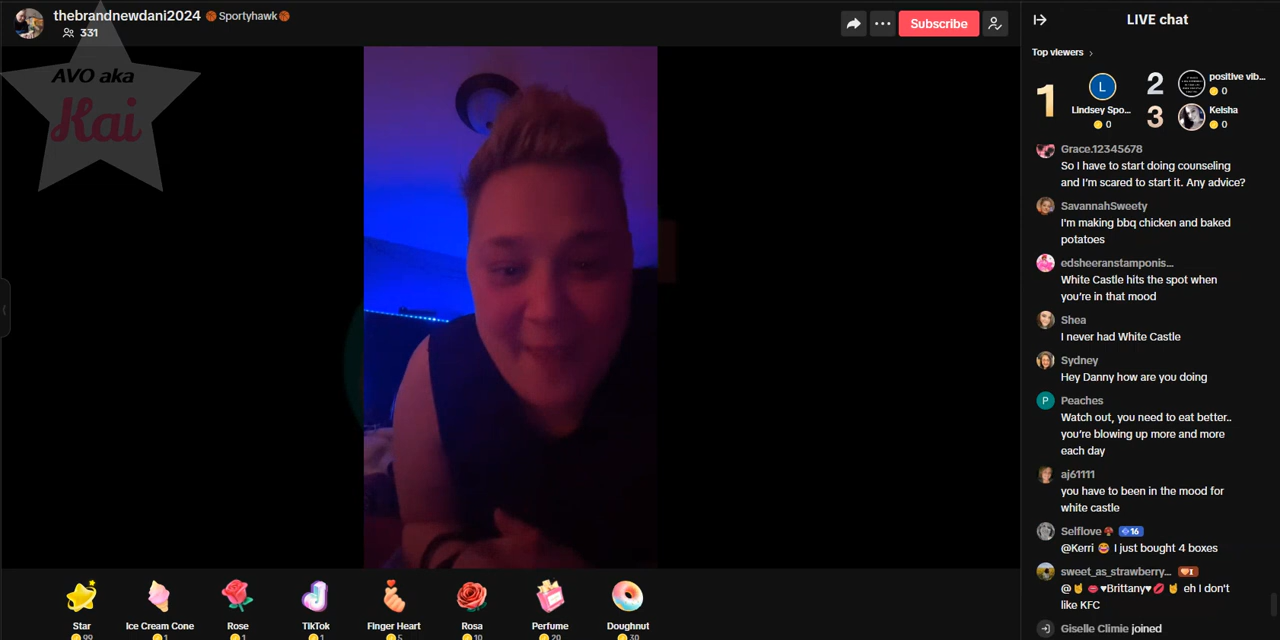 thebrandnewdani2024 🏀 Sportyhawk🏀
331
Subscribe
AVO aka
Kai
LIVE chat
Top viewers
1
L
Lindsey Spo...
0
2
positive vib...
0
3
Keisha
0
Grace.12345678
So I have to start doing counseling
and I'm scared to start it. Any advice?
SavannahSweety
I'm making bbq chicken and baked
potatoes
edsheeranstamponis...
White Castle hits the spot when
you're in that mood
Shea
I never had White Castle
Sydney
Hey Danny how are you doing
P
Peaches
Watch out, you need to eat better..
you're blowing up more and more
each day
aj61111
you have to been in the mood for
white castle
Selflove 16
@Kerri 😂 I just bought 4 boxes
sweet_as_strawberry... I
@🤘💋♥Brittany♥💋🤘 eh I don't
like KFC
Giselle Climie joined
Star
99
Ice Cream Cone
1
Rose
1
TikTok
1
Finger Heart
5
Rosa
10
Perfume
20
Doughnut
30